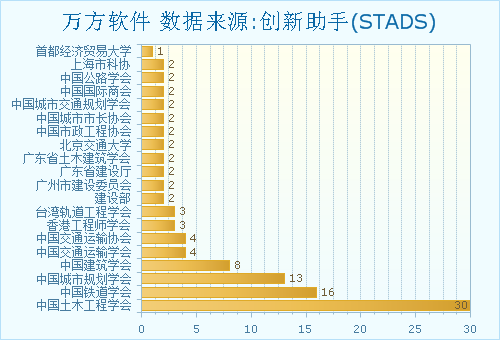 万方软件 数据来源:创新助手(STADS)
首都经济贸易大学 1
上海市科协 2
中国公路学会 2
中国国际商会 2
中国城市交通规划学会 2
中国城市市长协会 2
中国市政工程协会 2
北京交通大学 2
广东省土木建筑学会 2
广东省建设厅 2
广州市建设委员会 2
建设部 2
台湾轨道工程学会 3
香港工程师学会 3
中国交通运输协会 4
中国交通运输学会 4
中国建筑学会 8
中国城市规划学会 13
中国铁道学会 16
中国土木工程学会 30
0 5 10 15 20 25 30